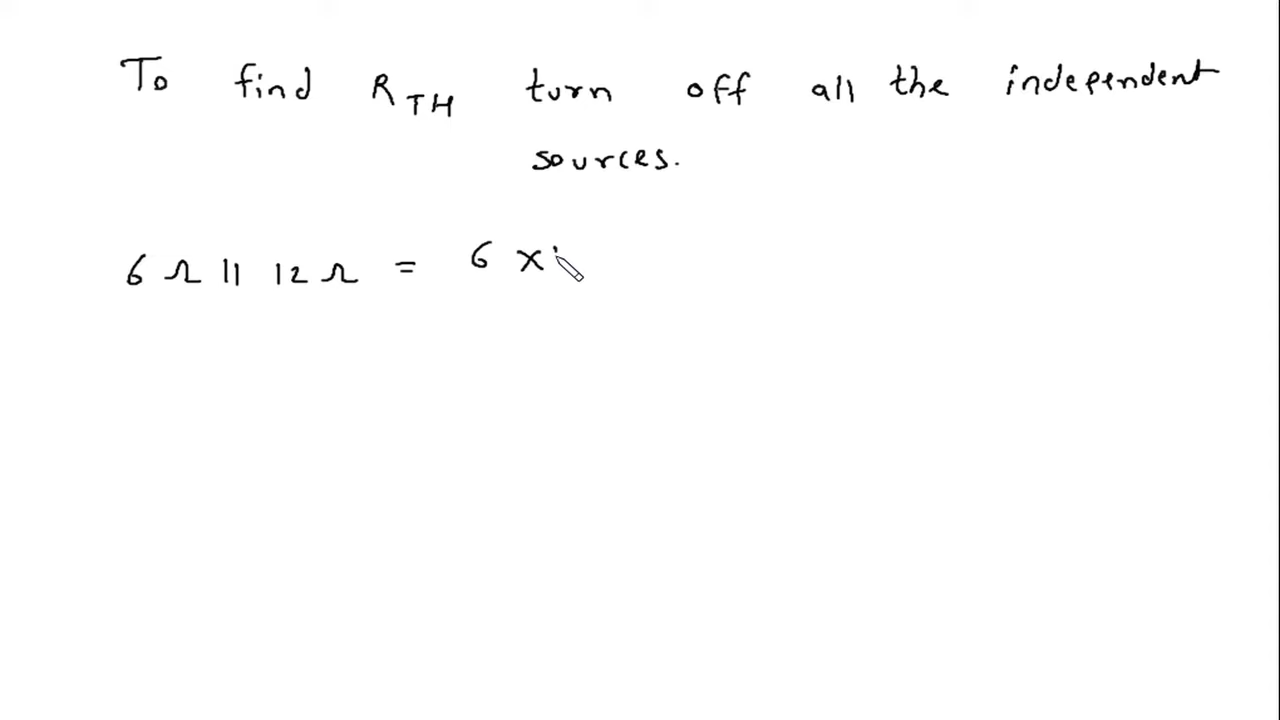 To find R_TH turn off all the independent
sources.
6 Ω || 12 Ω = 6 x